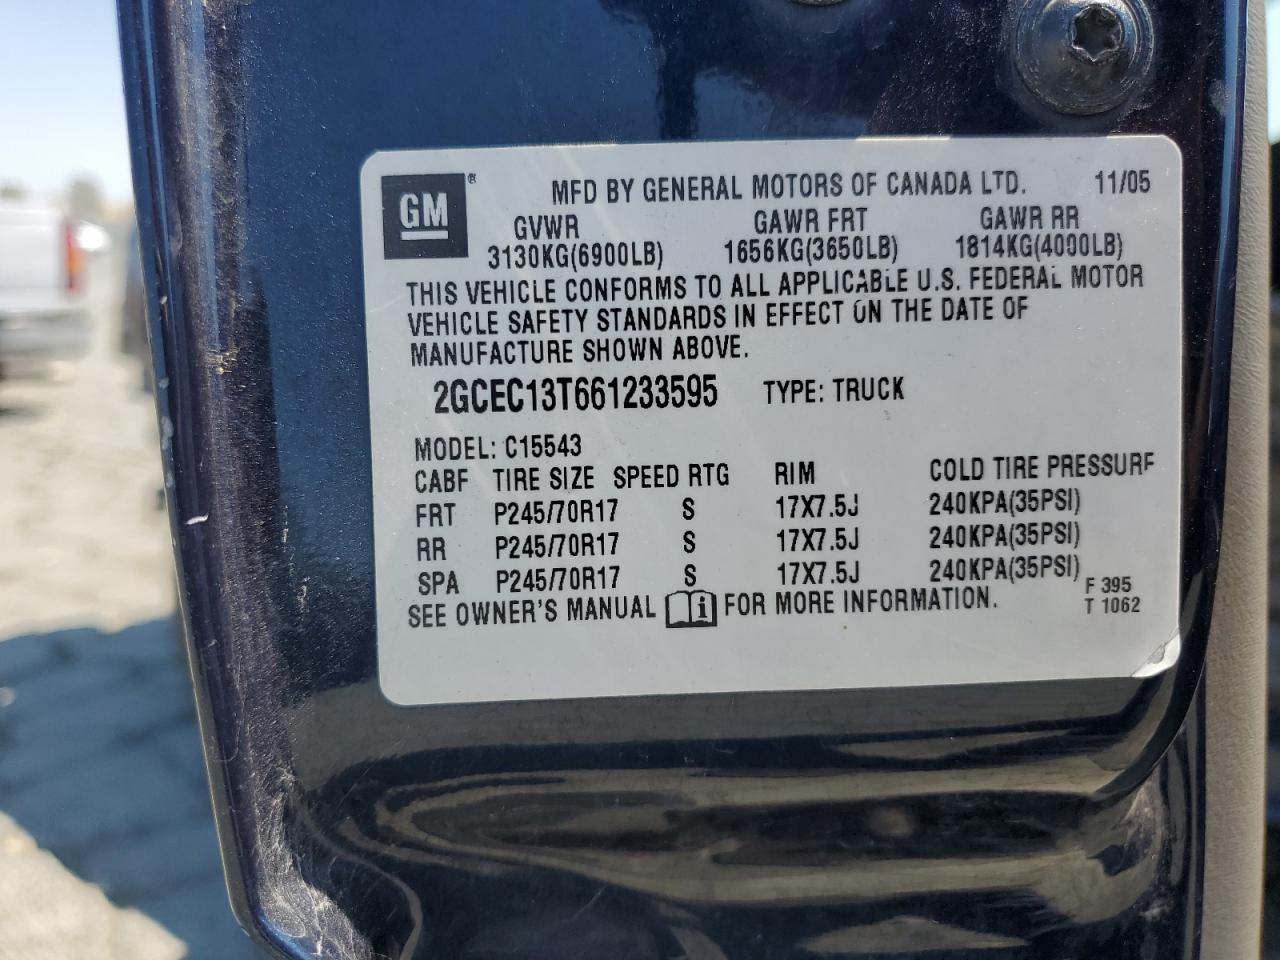 GM® MFD BY GENERAL MOTORS OF CANADA LTD. 11/05
GVWR GAWR FRT GAWR RR
3130KG(6900LB) 1656KG(3650LB) 1814KG(4000LB)
THIS VEHICLE CONFORMS TO ALL APPLICABLE U.S. FEDERAL MOTOR
VEHICLE SAFETY STANDARDS IN EFFECT ON THE DATE OF
MANUFACTURE SHOWN ABOVE.
2GCEC13T661233595 TYPE: TRUCK
MODEL: C15543
CABF TIRE SIZE SPEED RTG RIM COLD TIRE PRESSURE
FRT P245/70R17 S 17X7.5J 240KPA(35PSI)
RR P245/70R17 S 17X7.5J 240KPA(35PSI)
SPA P245/70R17 S 17X7.5J 240KPA(35PSI)
F 395
SEE OWNER'S MANUAL i FOR MORE INFORMATION.
T 1062